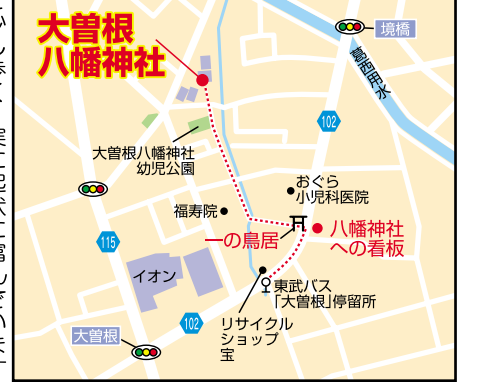 大曽根
八幡神社
境橋
葛西用水
102
大曽根八幡神社
幼児公園
おぐら
小児科医院
福寿院
一の鳥居
八幡神社
への看板
115
イオン
東武バス
「大曽根」停留所
102
リサイクル
ショップ
宝
大曽根